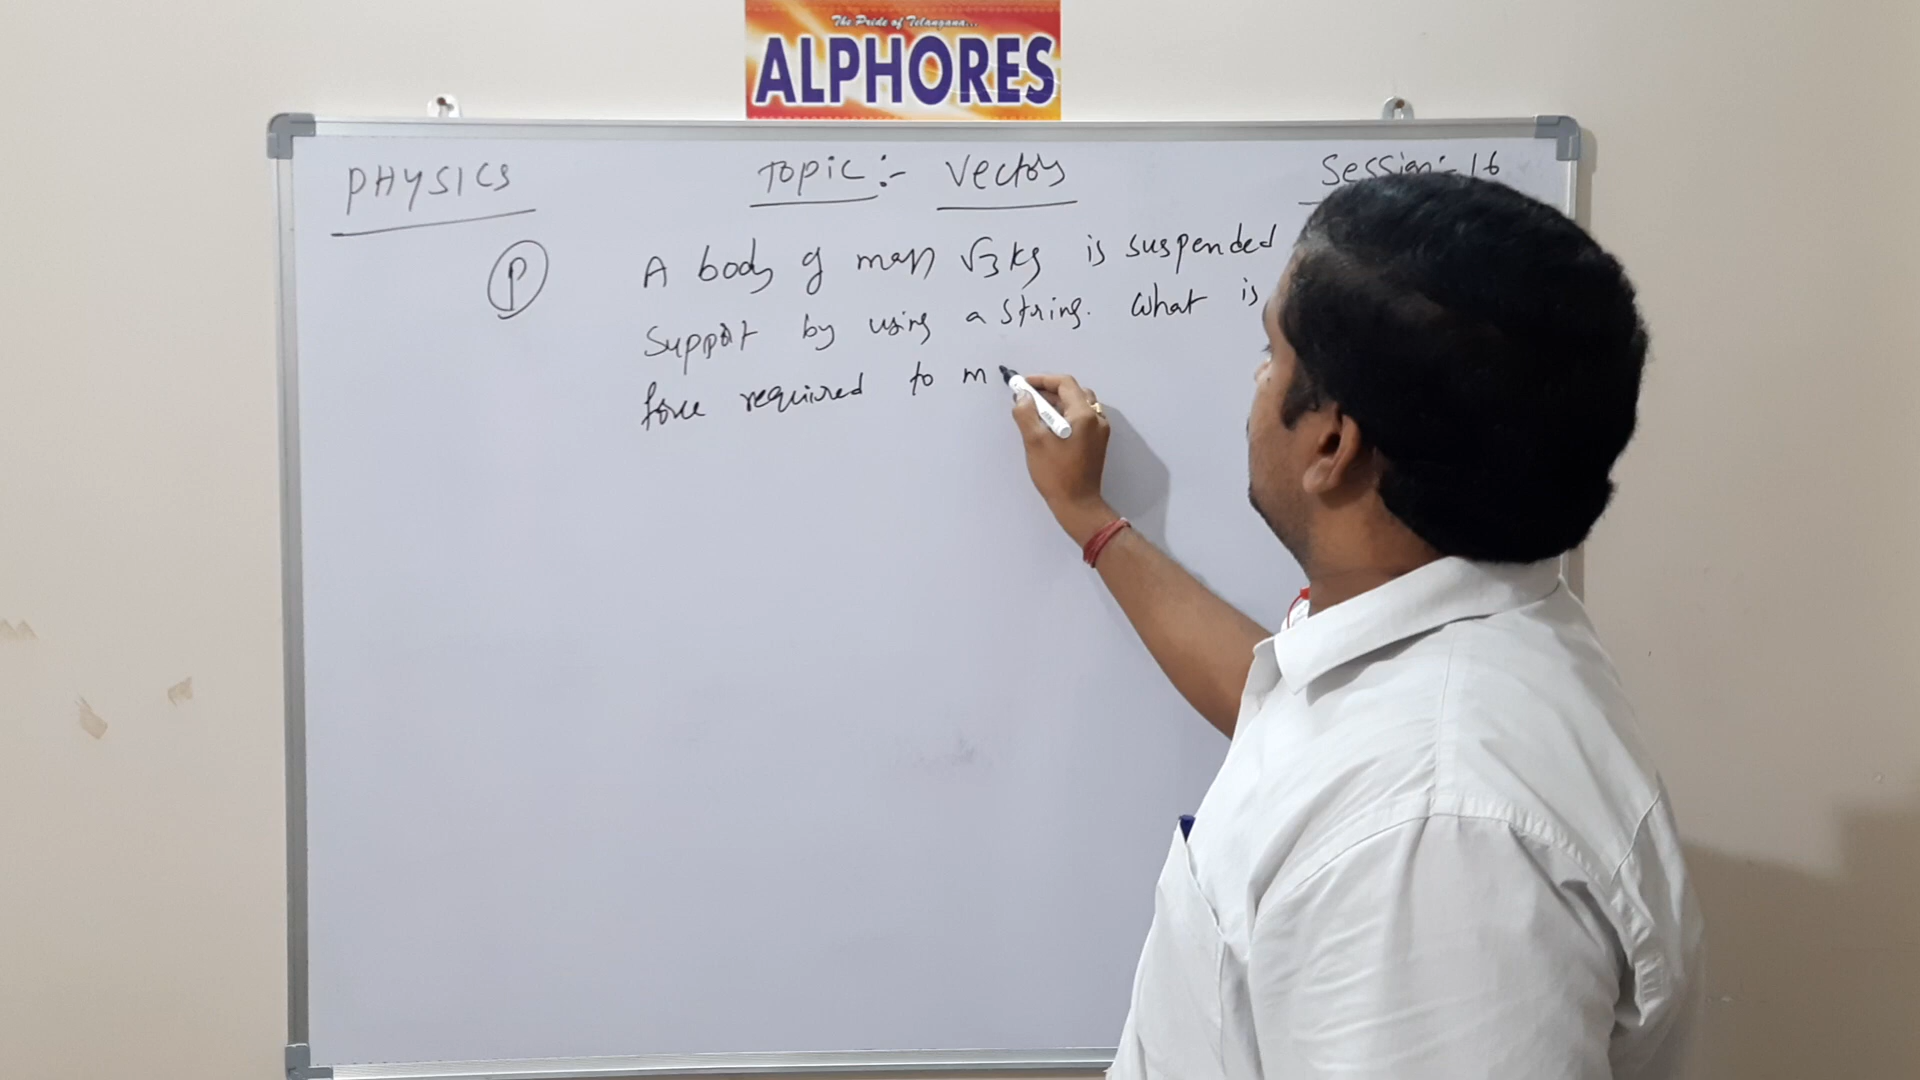 The Pride of Telangana...
ALPHORES
PHYSICS
Topic:- Vectors
Session:- 16
P
A body of mass √3 kg is suspended
support by using a string. What is
force required to m